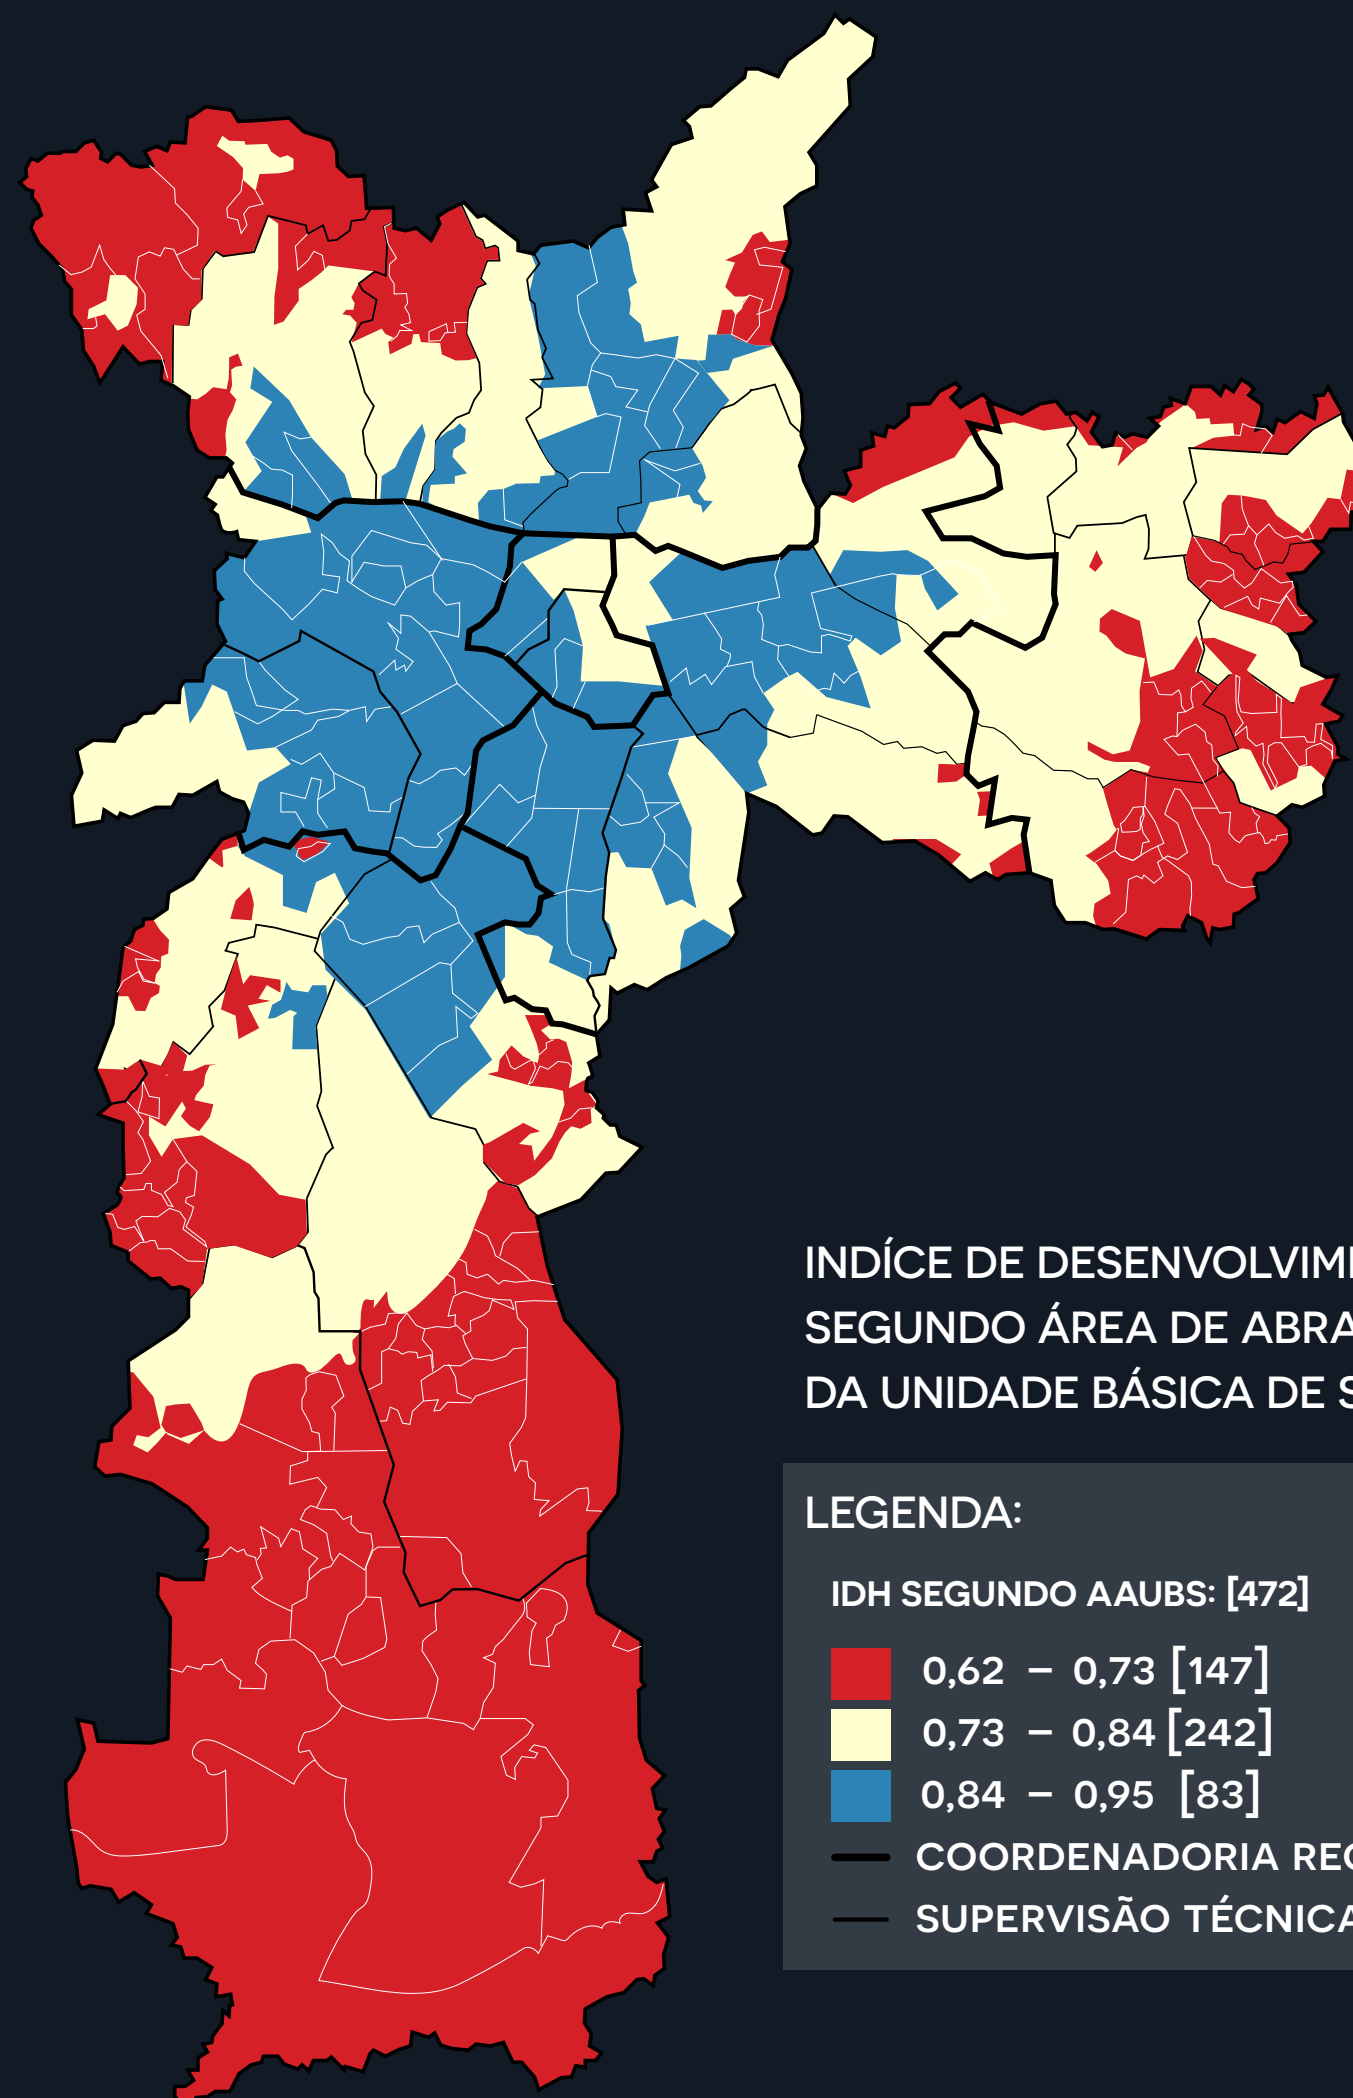 INDÍCE DE DESENVOLVIM
SEGUNDO ÁREA DE ABRA
DA UNIDADE BÁSICA DE S
LEGENDA:
IDH SEGUNDO AAUBS: [472]
0,62 – 0,73 [147]
0,73 – 0,84 [242]
0,84 – 0,95 [83]
COORDENADORIA REG
SUPERVISÃO TÉCNICA